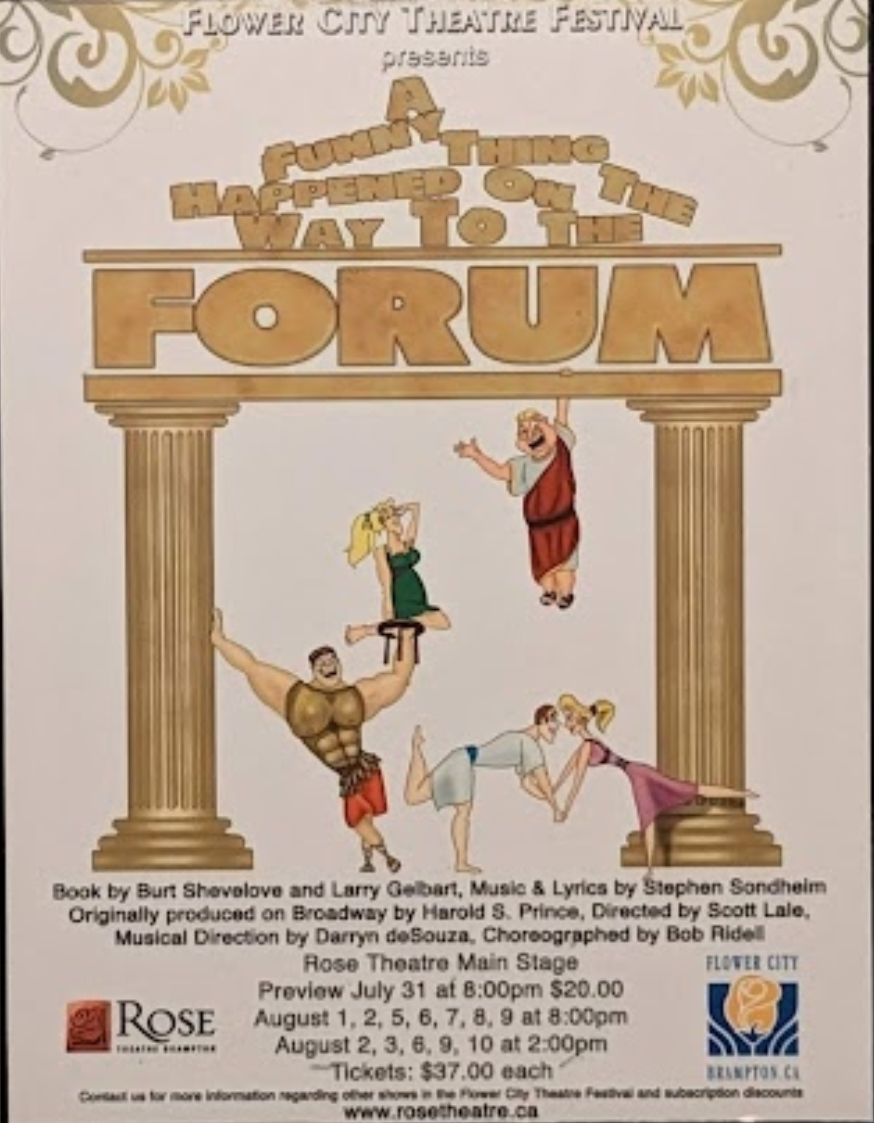 FLOWER CITY THEATRE FESTIVAL
presents
A
FUNNY THING
HAPPENED ON THE
WAY TO THE
FORUM
Book by Burt Shevelove and Larry Gelbart, Music & Lyrics by Stephen Sondheim
Originally produced on Broadway by Harold S. Prince, Directed by Scott Lale,
Musical Direction by Darryn deSouza, Choreographed by Bob Ridell
Rose Theatre Main Stage
Preview July 31 at 8:00pm $20.00
August 1, 2, 5, 6, 7, 8, 9 at 8:00pm
August 2, 3, 6, 9, 10 at 2:00pm
Tickets: $37.00 each
ROSE
THEATRE BRAMPTON
FLOWER CITY
BRAMPTON.CA
Contact us for more information regarding other shows in the Flower City Theatre Festival and subscription discounts
www.rosetheatre.ca